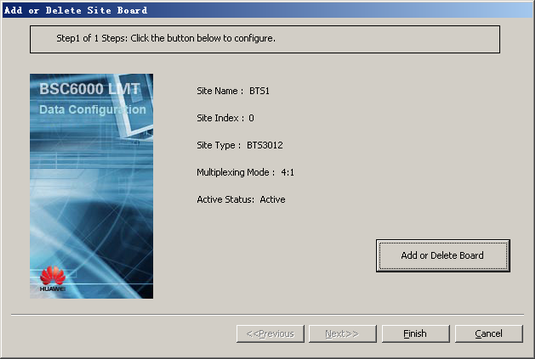 Add or Delete Site Board
Step1 of 1 Steps: Click the button below to configure.
BSC6000 LMT
Data Configuration
Site Name : BTS1
Site Index : 0
Site Type : BTS3012
Multiplexing Mode : 4:1
Active Status: Active
HUAWEI
Add or Delete Board
<<Previous
Next>>
Finish
Cancel